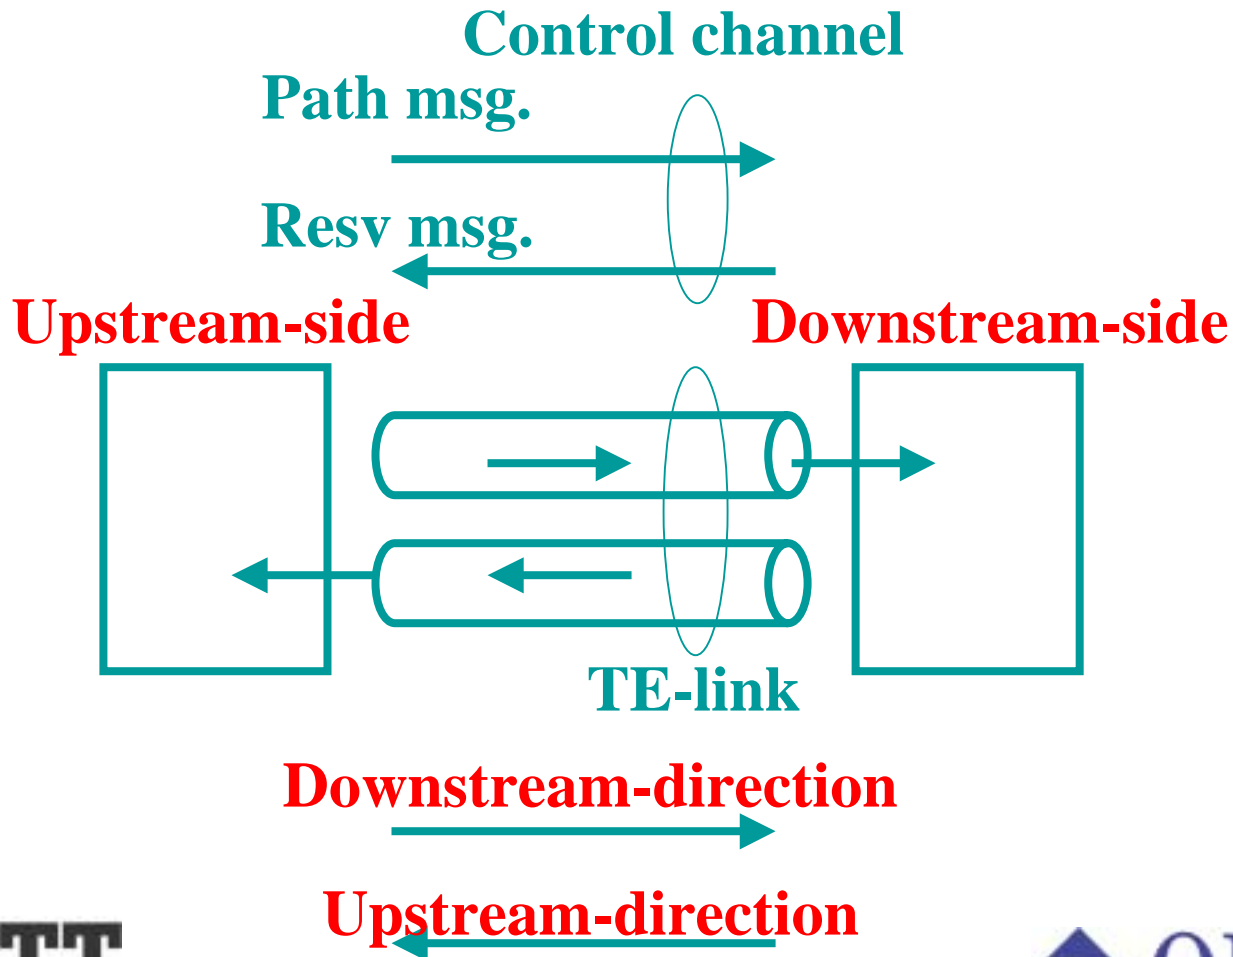 Control channel
Path msg.
Resv msg.
Upstream-side
Downstream-side
TE-link
Downstream-direction
Upstream-direction